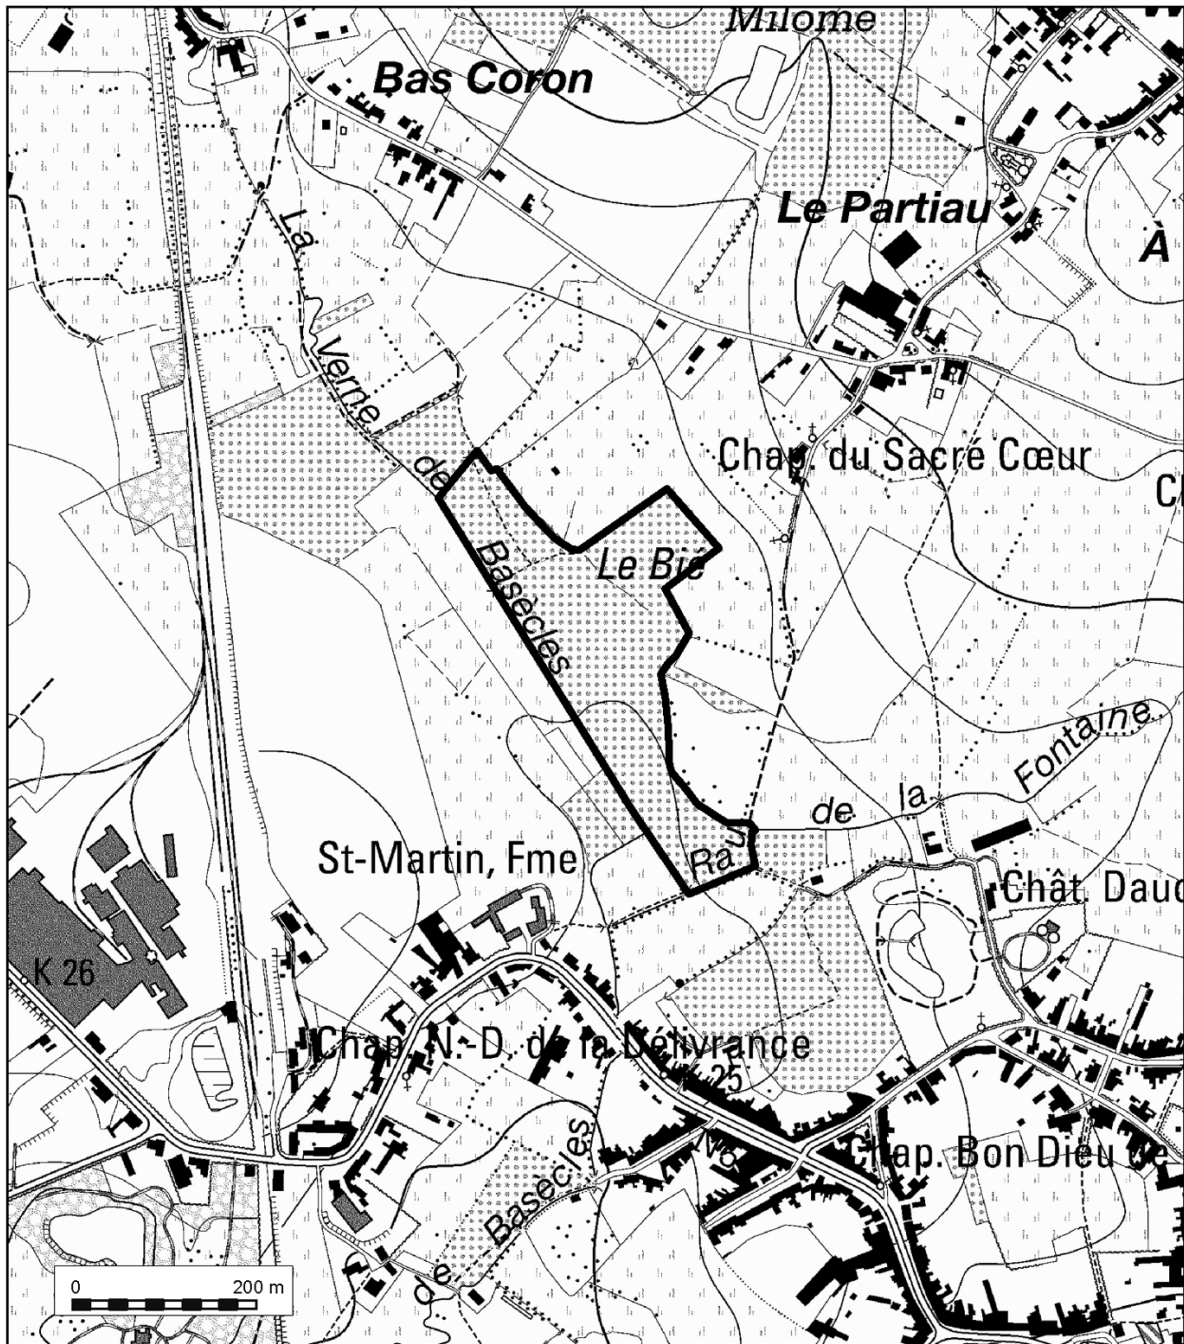 Milome
Bas Coron
Le Partiau
À
La
Verne
de
Basècles
Chap. du Sacré Cœur
Le Bié
Fontaine
la
de
Ras
St-Martin, Fme
Chât. Daud
K 26
Chap. N.-D. de la Délivrance
25
Basècles
de
Chap. Bon Dieu de
0 200 m